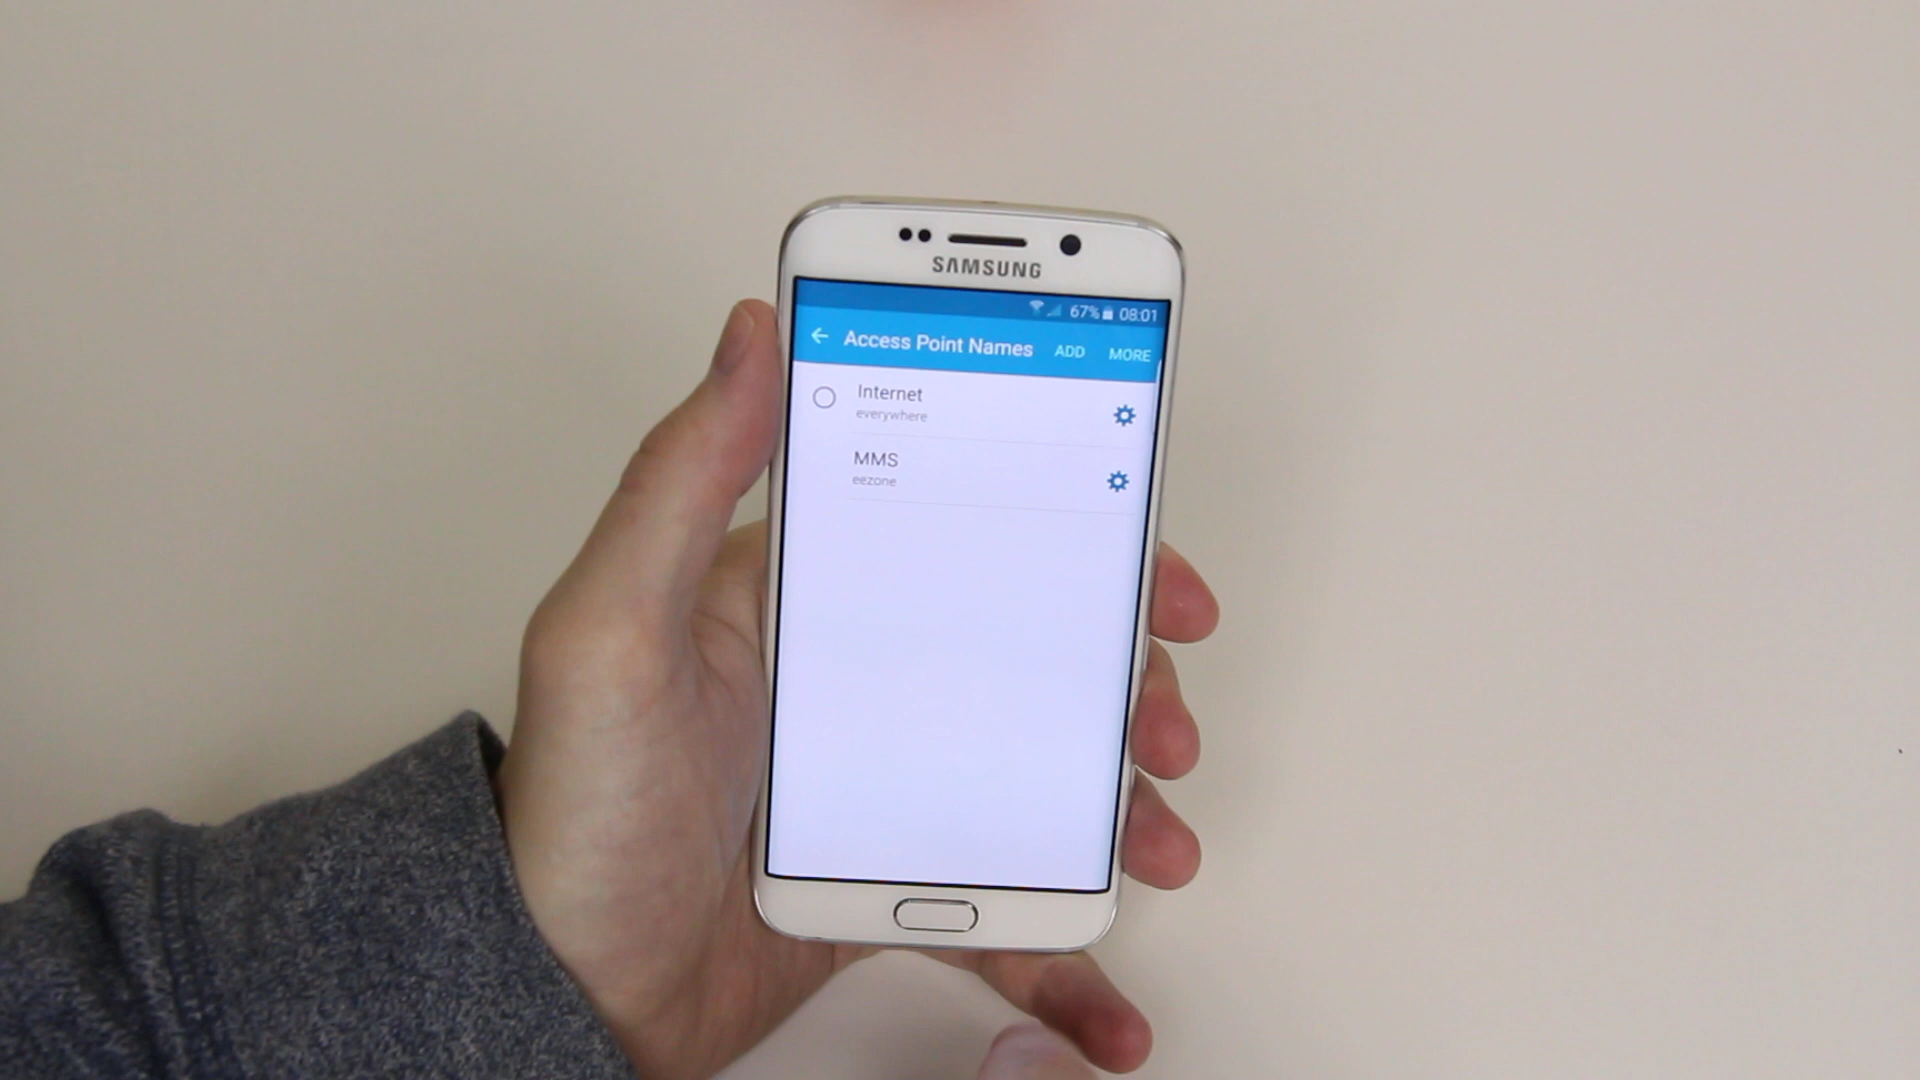 SAMSUNG
67% 08:01
Access Point Names ADD MORE
Internet
everywhere
MMS
eezone